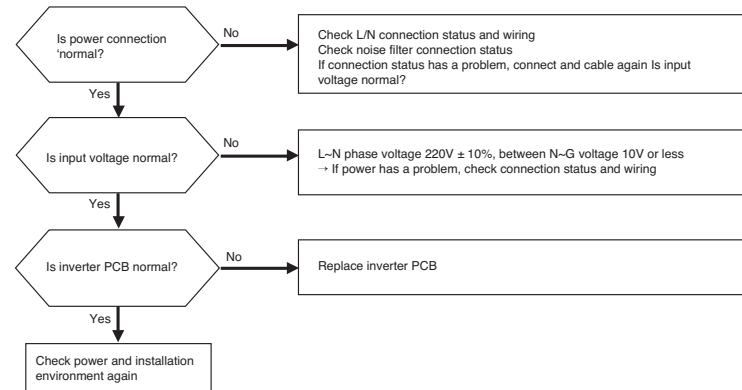 Is power connection
'normal?
No
Check L/N connection status and wiring
Check noise filter connection status
If connection status has a problem, connect and cable again Is input
voltage normal?
Yes
Is input voltage normal?
No
L~N phase voltage 220V ± 10%, between N~G voltage 10V or less
→ If power has a problem, check connection status and wiring
Yes
Is inverter PCB normal?
No
Replace inverter PCB
Yes
Check power and installation
environment again